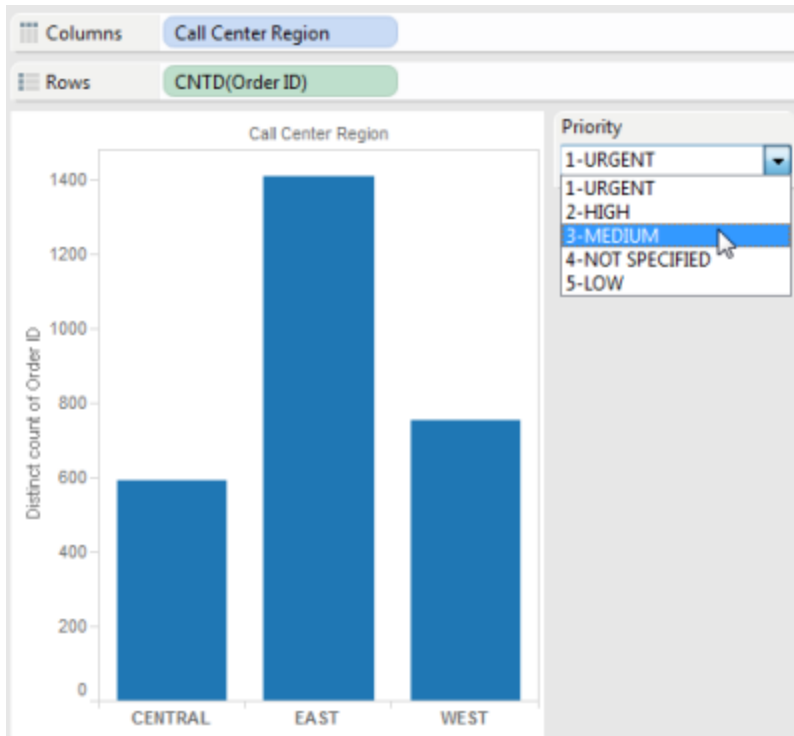 Columns
Call Center Region
Rows
CNTD(Order ID)
Call Center Region
1400
1200
1000
800
600
400
200
0
Distinct count of Order ID
CENTRAL
EAST
WEST
Priority
1-URGENT
1-URGENT
2-HIGH
3-MEDIUM
4-NOT SPECIFIED
5-LOW